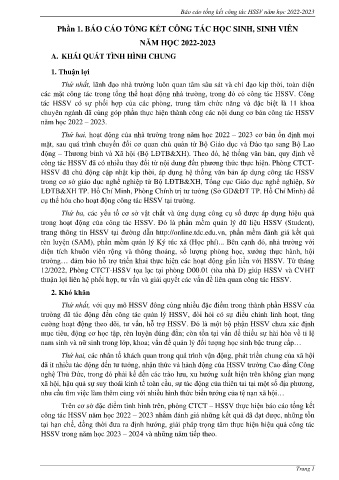 Báo cáo tổng kết công tác HSSV năm học 2022-2023
Phần 1. BÁO CÁO TỔNG KẾT CÔNG TÁC HỌC SINH, SINH VIÊN
NĂM HỌC 2022-2023
A. KHÁI QUÁT TÌNH HÌNH CHUNG
1. Thuận lợi
Thứ nhất, lãnh đạo nhà trường luôn quan tâm sâu sát và chỉ đạo kịp thời, toàn diện
các mặt công tác trong tổng thể hoạt động nhà trường, trong đó có công tác HSSV. Công
tác HSSV có sự phối hợp của các phòng, trung tâm chức năng và đặc biệt là 11 khoa
chuyên ngành đã cùng góp phần thực hiện thành công các nội dung cơ bản công tác HSSV
năm học 2022 – 2023.
Thứ hai, hoạt động của nhà trường trong năm học 2022 – 2023 cơ bản ổn định mọi
mặt, sau quá trình chuyển đổi cơ quan chủ quản từ Bộ Giáo dục và Đào tạo sang Bộ Lao
động – Thương binh và Xã hội (Bộ LĐTB&XH). Theo đó, hệ thống văn bản, quy định về
công tác HSSV đã có nhiều thay đổi từ nội dung đến phương thức thực hiện. Phòng CTCT-
HSSV đã chủ động cập nhật kịp thời, áp dụng hệ thống văn bản áp dụng công tác HSSV
trong cơ sở giáo dục nghề nghiệp từ Bộ LĐTB&XH, Tổng cục Giáo dục nghề nghiệp, Sở
LĐTB&XH TP. Hồ Chí Minh, Phòng Chính trị tư tưởng (Sở GD&ĐT TP. Hồ Chí Minh) để
cụ thể hóa cho hoạt động công tác HSSV tại trường.
Thứ ba, các yếu tố cơ sở vật chất và ứng dụng công cụ số được áp dụng hiệu quả
trong hoạt động của công tác HSSV. Đó là phần mềm quản lý dữ liệu HSSV (Student),
trang thông tin HSSV tại đường dẫn http://online.tdc.edu.vn, phần mềm đánh giá kết quả
rèn luyện (SAM), phần mềm quản lý Ký túc xá (Học phí)... Bên cạnh đó, nhà trường với
diện tích khuôn viên rộng và thông thoáng, số lượng phòng học, xưởng thực hành, hội
trường… đảm bảo hỗ trợ triển khai thực hiện các hoạt động gắn liền với HSSV. Từ tháng
12/2022, Phòng CTCT-HSSV tọa lạc tại phòng D00.01 (tòa nhà D) giúp HSSV và CVHT
thuận lợi liên hệ phối hợp, tư vấn và giải quyết các vấn đề liên quan công tác HSSV.
2. Khó khăn
Thứ nhất, với quy mô HSSV đông cùng nhiều đặc điểm trong thành phần HSSV của
trường đã tác động đến công tác quản lý HSSV, đòi hỏi có sự điều chỉnh linh hoạt, tăng
cường hoạt động theo dõi, tư vấn, hỗ trợ HSSV. Đó là một bộ phận HSSV chưa xác định
mục tiêu, động cơ học tập, rèn luyện đúng đắn; còn tồn tại vấn đề thiếu sự hài hòa về tỉ lệ
nam sinh và nữ sinh trong lớp, khoa; vấn đề quản lý đối tượng học sinh bậc trung cấp…
Thứ hai, các nhân tố khách quan trong quá trình vận động, phát triển chung của xã hội
đã ít nhiều tác động đến tư tưởng, nhận thức và hành động của HSSV trường Cao đẳng Công
nghệ Thủ Đức, trong đó phải kể đến các trào lưu, xu hướng xuất hiện trên không gian mạng
xã hội, hậu quả sự suy thoái kinh tế toàn cầu, sự tác động của thiên tai tại một số địa phương,
nhu cầu tìm việc làm thêm cùng với nhiều hình thức biến tướng của tệ nạn xã hội…
Trên cơ sở đặc điểm tình hình trên, phòng CTCT – HSSV thực hiện báo cáo tổng kết
công tác HSSV năm học 2022 – 2023 nhằm đánh giá những kết quả đã đạt được, những tồn
tại hạn chế, đồng thời đưa ra định hướng, giải pháp trọng tâm thực hiện hiệu quả công tác
HSSV trong năm học 2023 – 2024 và những năm tiếp theo.
Trang 1